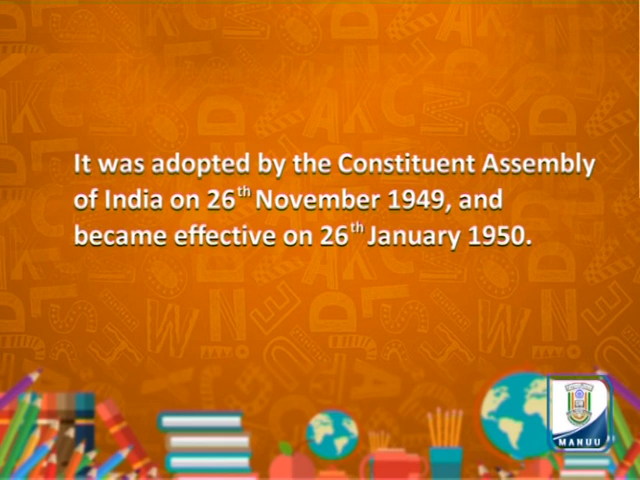 It was adopted by the Constituent Assembly
of India on 26th November 1949, and
became effective on 26th January 1950.
MANUU